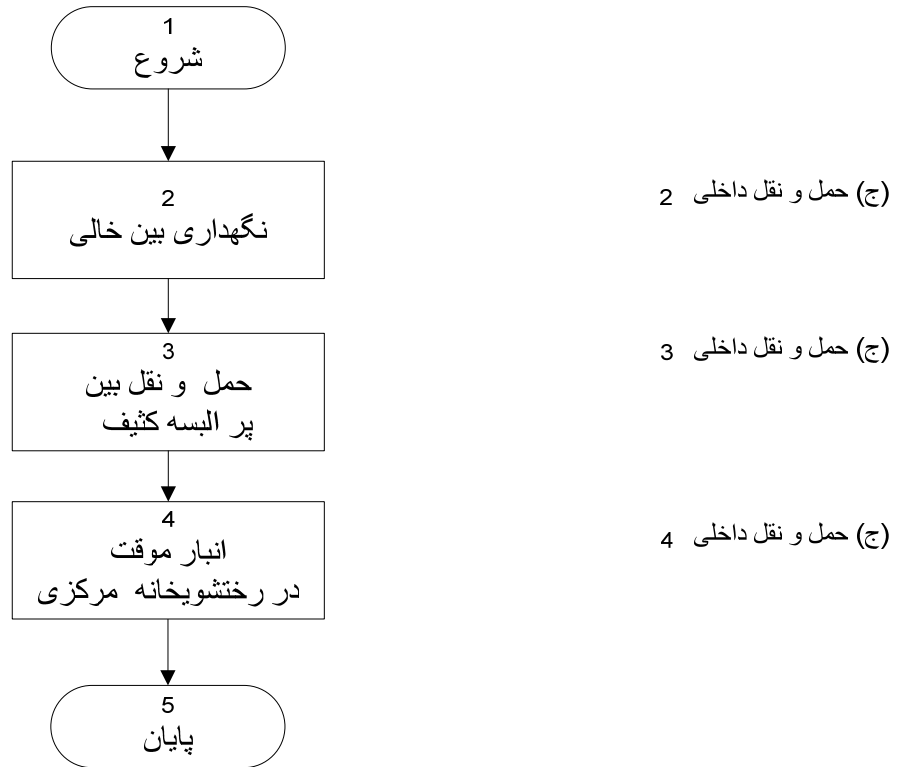 1
شروع
2
نگهداری بین خالی
(ج) حمل و نقل داخلی 2
3
حمل و نقل بین
پر البسه کثیف
(ج) حمل و نقل داخلی 3
4
انبار موقت
در رختشویخانه مرکزی
(ج) حمل و نقل داخلی 4
5
پایان